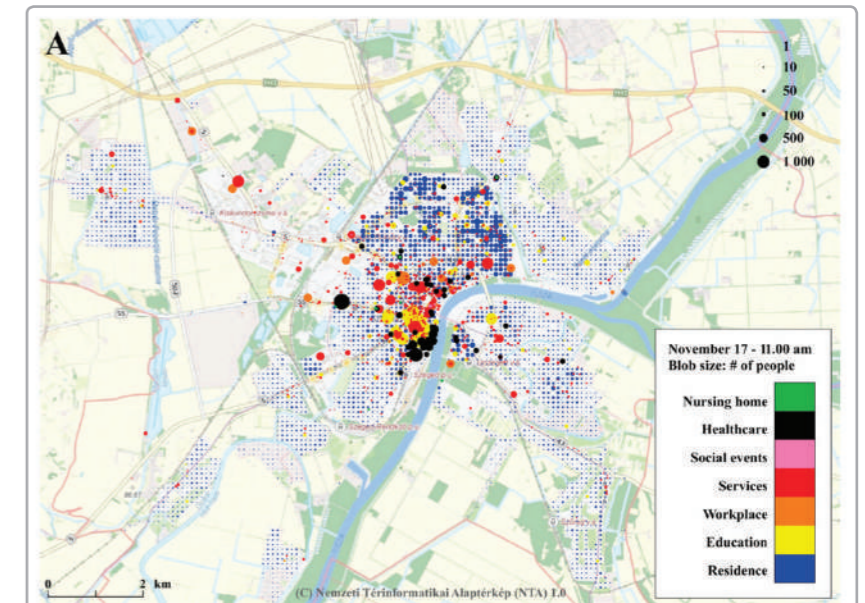 A
1
10
50
100
500
1 000
November 17 - 11.00 am
Blob size: # of people
Nursing home
Healthcare
Social events
Services
Workplace
Education
Residence
0 2 km
(C) Nemzeti Térinformatikai Alaptérkép (NTA) 1.0